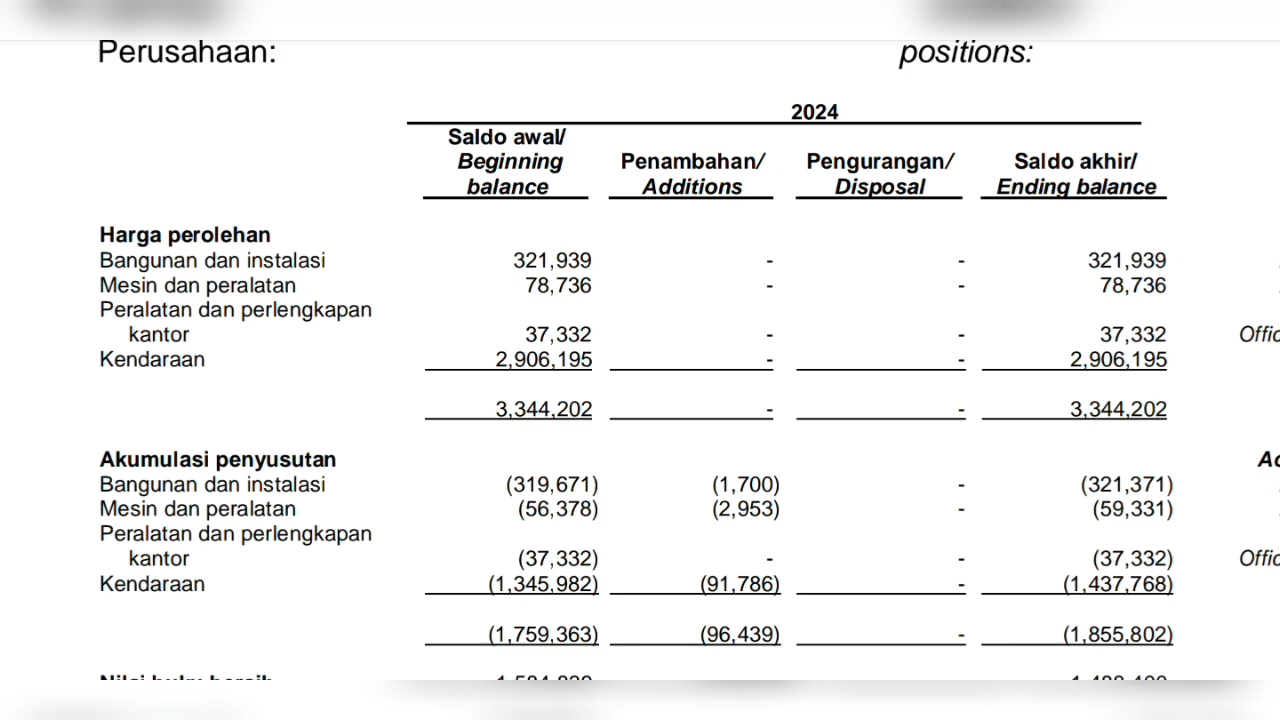 Perusahaan: positions:
2024
Saldo awal/
Beginning Penambahan/ Pengurangan/ Saldo akhir/
balance Additions Disposal Ending balance
Harga perolehan
Bangunan dan instalasi 321,939 - - 321,939
Mesin dan peralatan 78,736 - - 78,736
Peralatan dan perlengkapan
kantor 37,332 - - 37,332
Kendaraan 2,906,195 - - 2,906,195
3,344,202 - - 3,344,202
Akumulasi penyusutan
Bangunan dan instalasi (319,671) (1,700) - (321,371)
Mesin dan peralatan (56,378) (2,953) - (59,331)
Peralatan dan perlengkapan
kantor (37,332) - - (37,332)
Kendaraan (1,345,982) (91,786) - (1,437,768)
(1,759,363) (96,439) - (1,855,802)